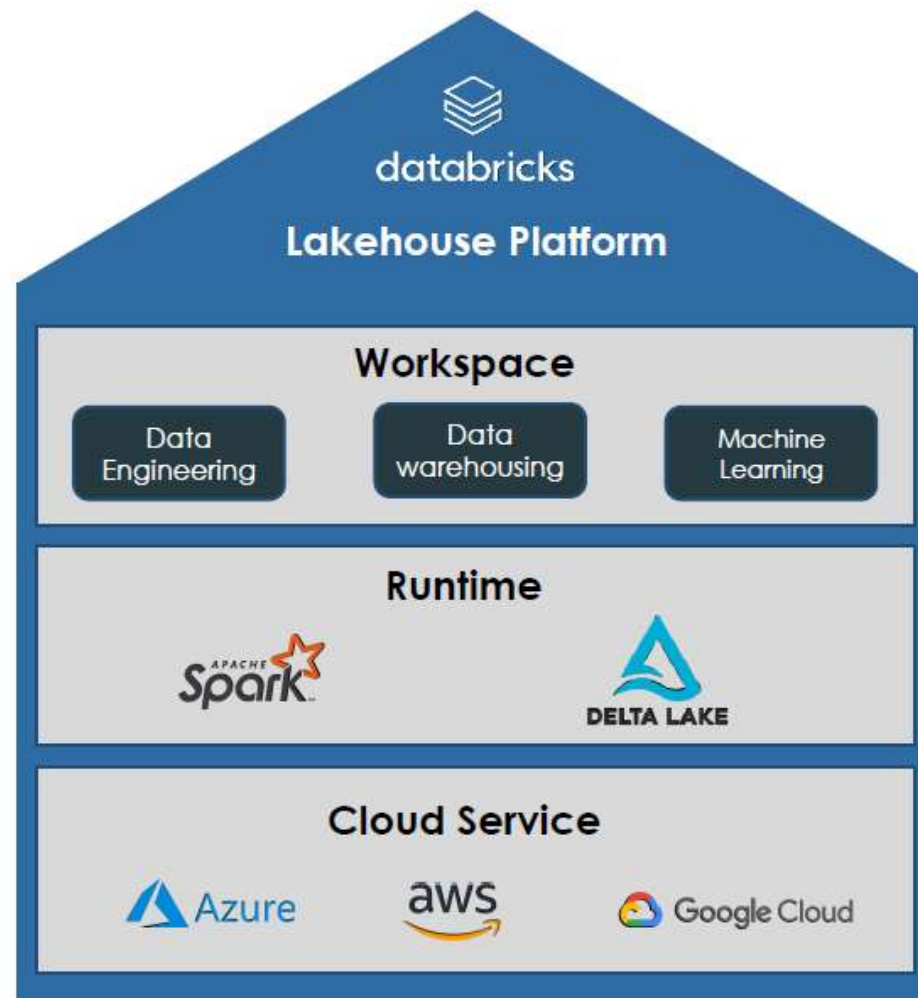 databricks
Lakehouse Platform
Workspace
Data
Engineering
Data
warehousing
Machine
Learning
Runtime
APACHE
Spark™
DELTA LAKE
Cloud Service
Azure
aws
Google Cloud